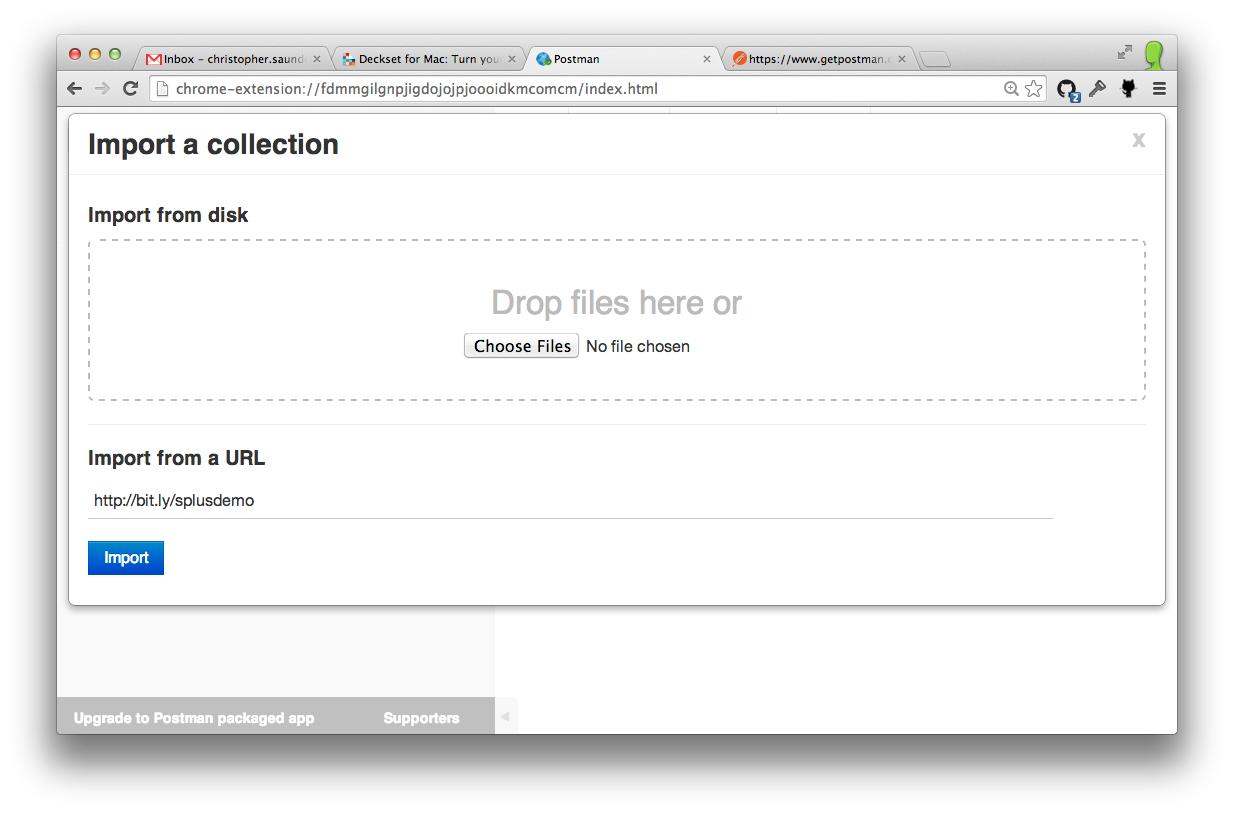 Inbox – christopher.saund
Deckset for Mac: Turn you
Postman
https://www.getpostman.c
chrome-extension://fdmmgilgnpjigdojojpjoooidkmcomcm/index.html
2
Import a collection
x
Import from disk
Drop files here or
Choose Files No file chosen
Import from a URL
http://bit.ly/splusdemo
Import
Upgrade to Postman packaged app
Supporters